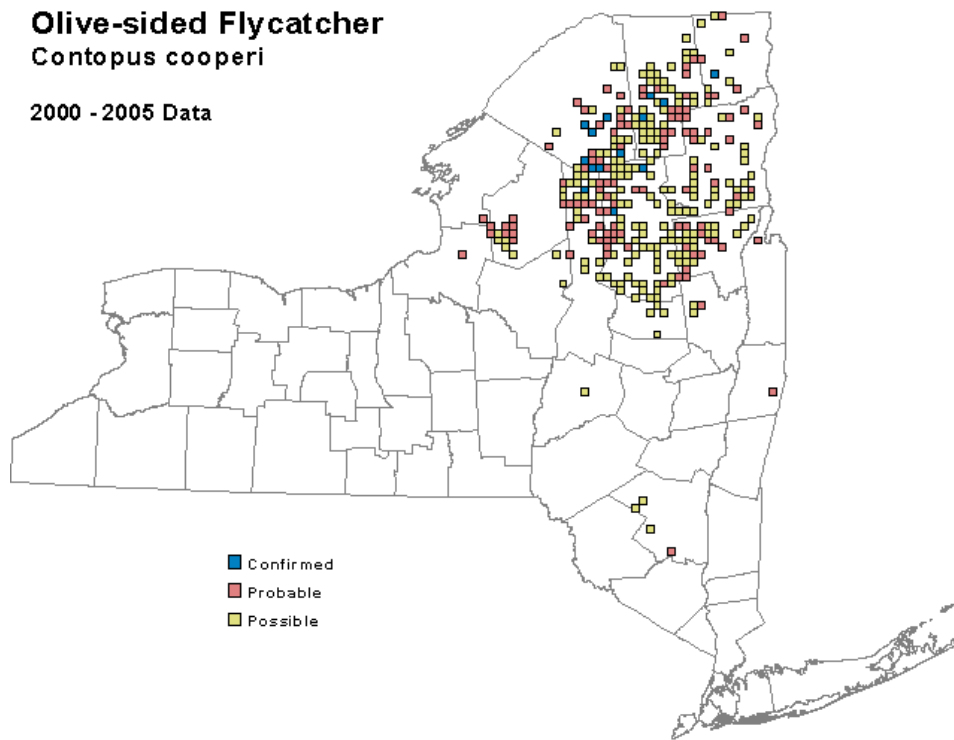 Olive-sided Flycatcher
Contopus cooperi
2000 - 2005 Data
Confirmed
Probable
Possible